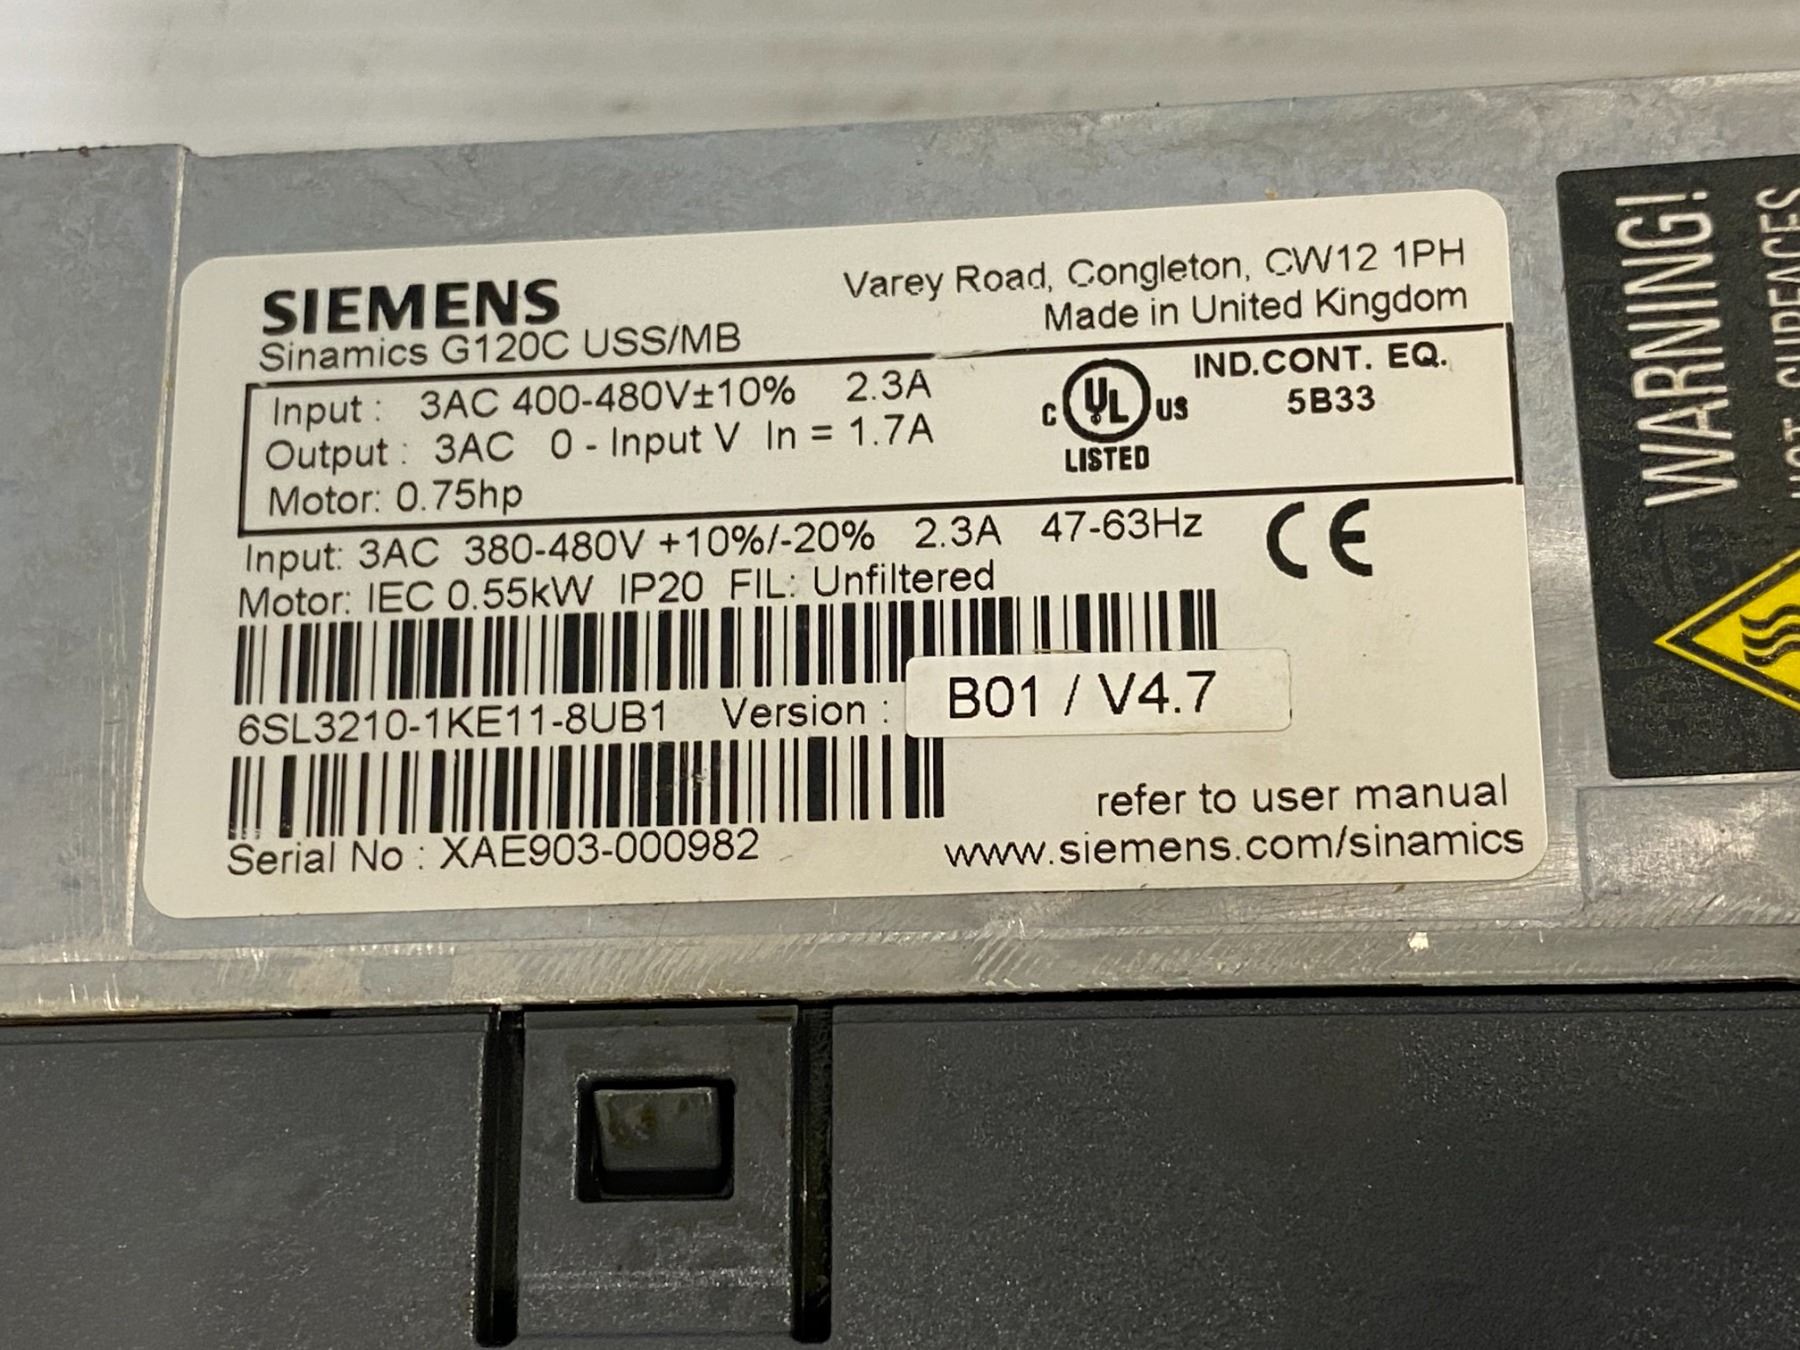 SIEMENS
Sinamics G120C USS/MB
Varey Road, Congleton, CW12 1PH
Made in United Kingdom
Input : 3AC 400-480V±10% 2.3A
Output : 3AC 0 - Input V In = 1.7A
Motor: 0.75hp
C UL US
LISTED
IND.CONT. EQ.
5B33
Input: 3AC 380-480V +10%/-20% 2.3A 47-63Hz
Motor: IEC 0.55kW IP20 FIL: Unfiltered
CE
6SL3210-1KE11-8UB1 Version : B01 / V4.7
Serial No : XAE903-000982
refer to user manual
www.siemens.com/sinamics
WARNING!
HOT SURFACES